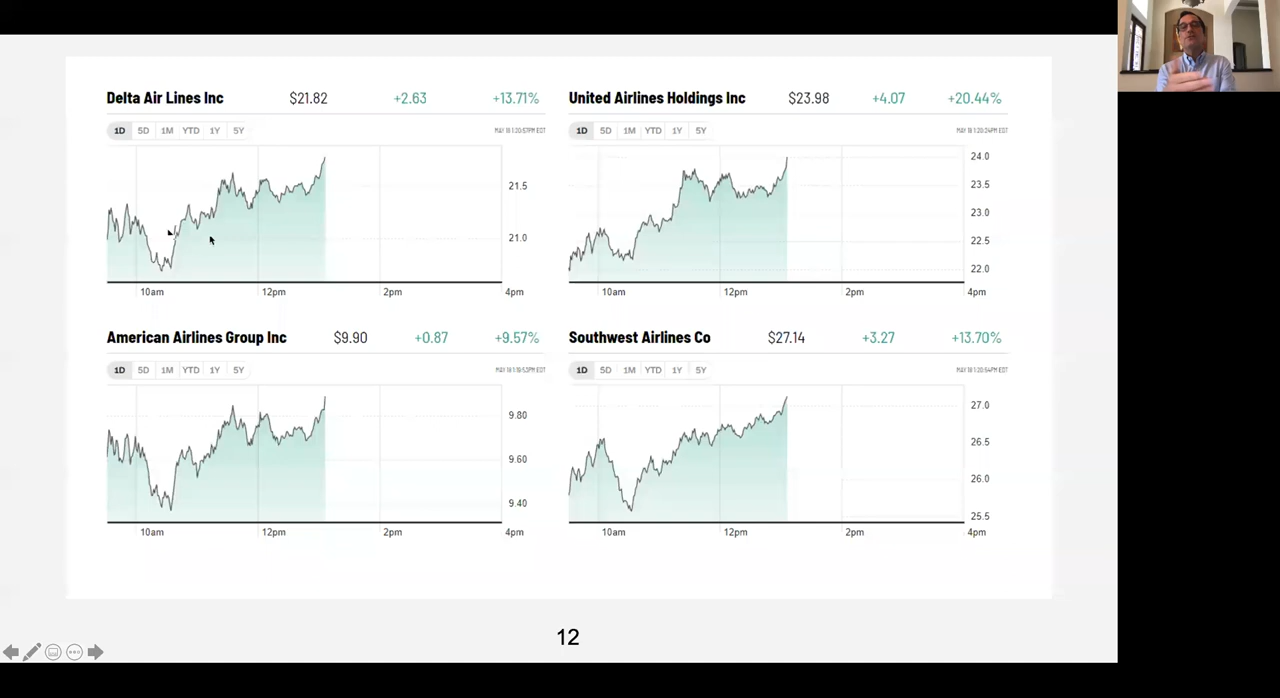 Delta Air Lines Inc $21.82 +2.63 +13.71%
1D 5D 1M YTD 1Y 5Y
21.5
21.0
10am 12pm 2pm 4pm
United Airlines Holdings Inc $23.98 +4.07 +20.44%
1D 5D 1M YTD 1Y 5Y
24.0
23.5
23.0
22.5
22.0
10am 12pm 2pm 4pm
American Airlines Group Inc $9.90 +0.87 +9.57%
1D 5D 1M YTD 1Y 5Y
9.80
9.60
9.40
10am 12pm 2pm 4pm
Southwest Airlines Co $27.14 +3.27 +13.70%
1D 5D 1M YTD 1Y 5Y
27.0
26.5
26.0
25.5
10am 12pm 2pm 4pm
12